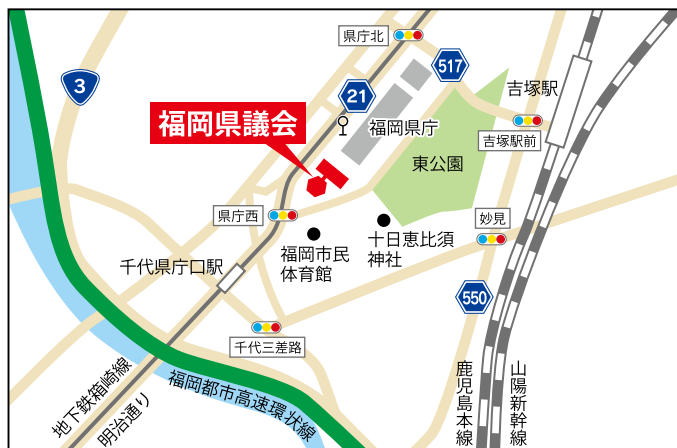 県庁北
3
517
吉塚駅
21
福岡県議会
福岡県庁
吉塚駅前
東公園
県庁西
妙見
福岡市民
体育館
十日恵比須
神社
千代県庁口駅
550
千代三差路
地下鉄箱崎線
明治通り
福岡都市高速環状線
鹿児島本線
山陽新幹線